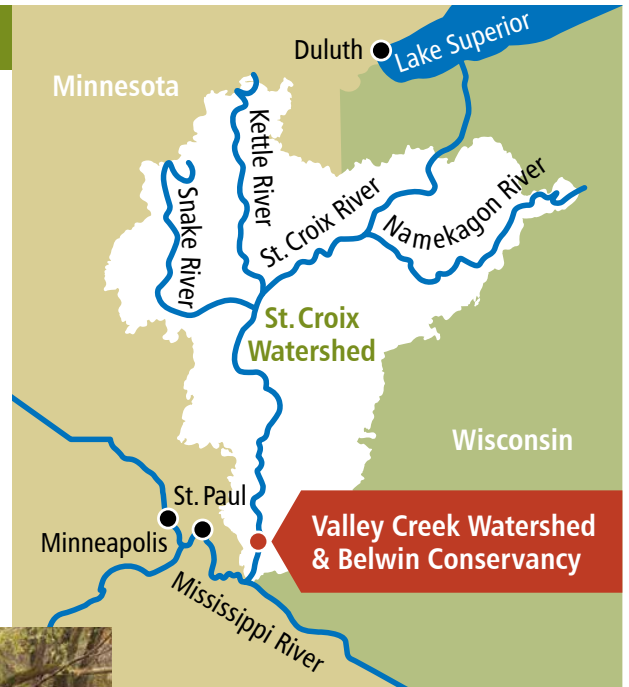 Duluth
Lake Superior
Minnesota
Kettle River
Snake River
St. Croix River
Namekagon River
St. Croix
Watershed
Wisconsin
St. Paul
Minneapolis
Valley Creek Watershed
& Belwin Conservancy
Mississippi River